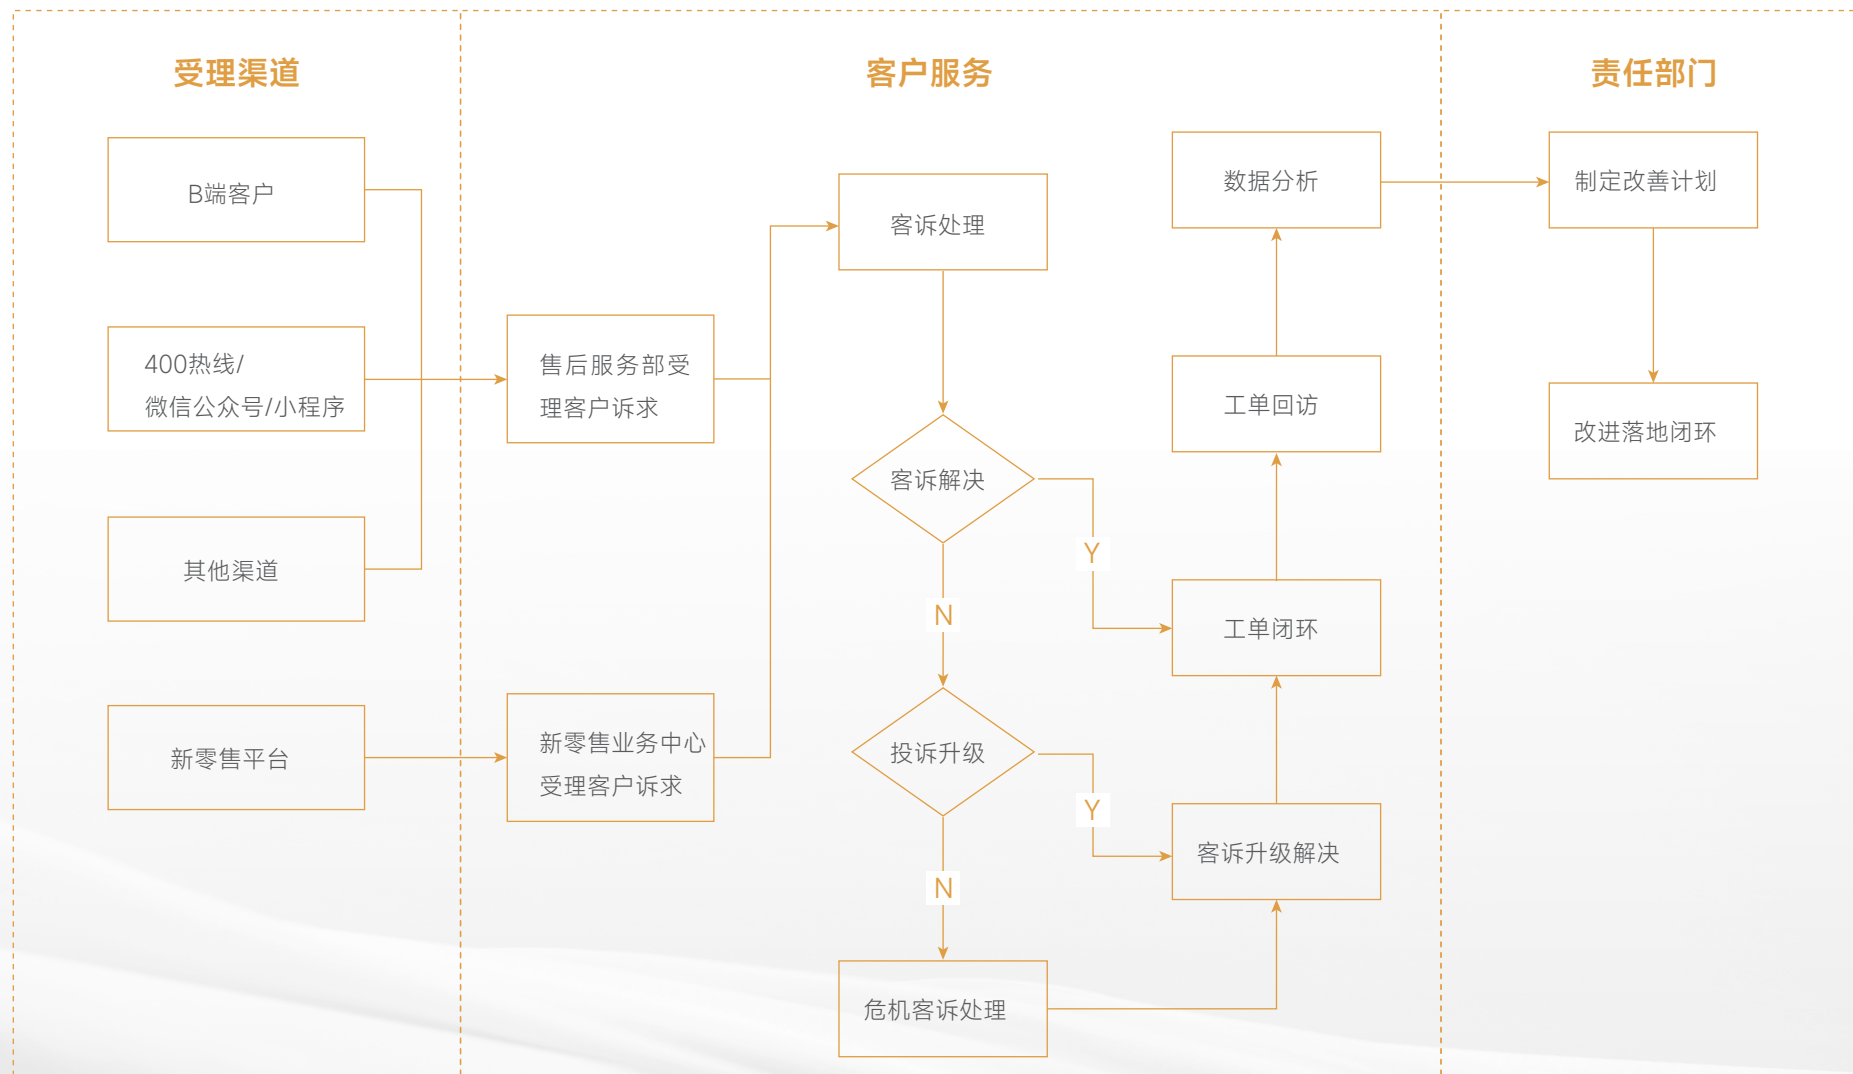 受理渠道
客户服务
责任部门
B端客户
400热线/
微信公众号/小程序
其他渠道
新零售平台
售后服务部受
理客户诉求
新零售业务中心
受理客户诉求
客诉处理
客诉解决
Y
N
投诉升级
Y
N
危机客诉处理
数据分析
工单回访
工单闭环
客诉升级解决
制定改善计划
改进落地闭环